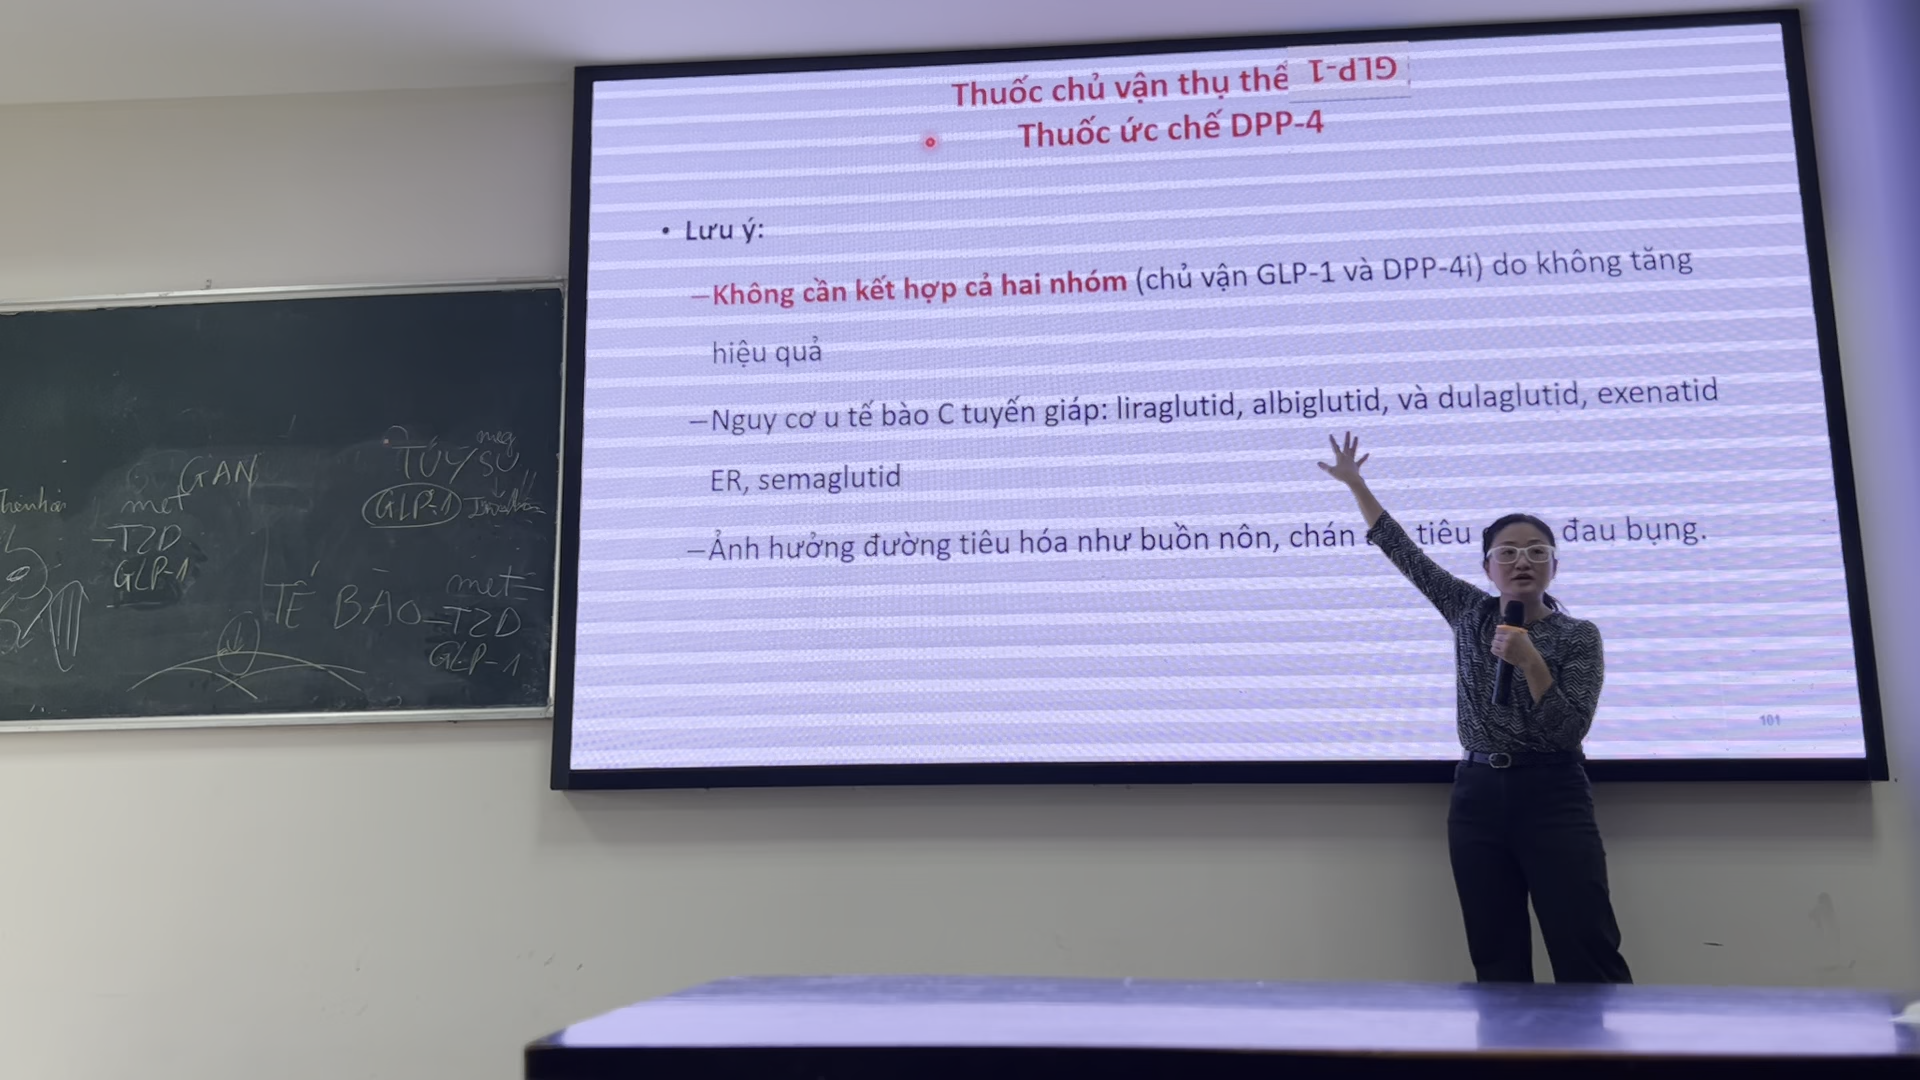 Thuốc chủ vận thụ thể GLP-1
Thuốc ức chế DPP-4
• Lưu ý:
–Không cần kết hợp cả hai nhóm (chủ vận GLP-1 và DPP-4i) do không tăng
hiệu quả
–Nguy cơ u tế bào C tuyến giáp: liraglutid, albiglutid, và dulaglutid, exenatid
ER, semaglutid
–Ảnh hưởng đường tiêu hóa như buồn nôn, chán tiêu đau bụng.
101
GAN
met
–TZD
GLP-1
TỤY
SU
GLP-1
TẾ BÀO
met
–TZD
GLP-1